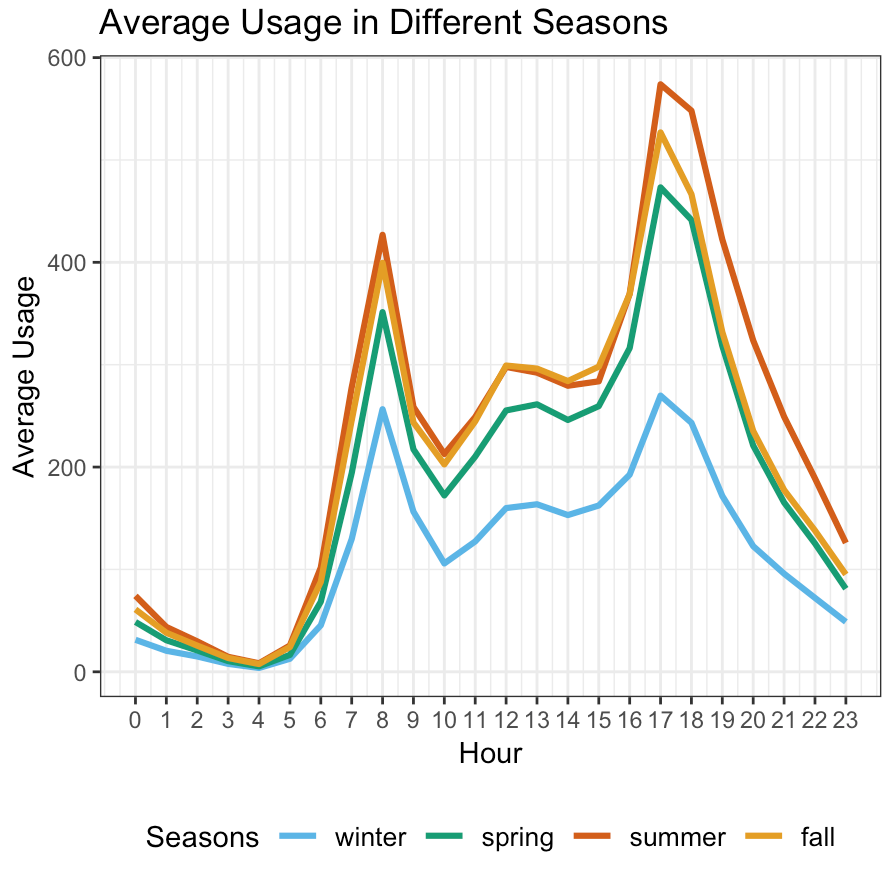 Average Usage in Different Seasons
600
400
200
0
Average Usage
0 1 2 3 4 5 6 7 8 9 10 11 12 13 14 15 16 17 18 19 20 21 22 23
Hour
Seasons winter spring summer fall